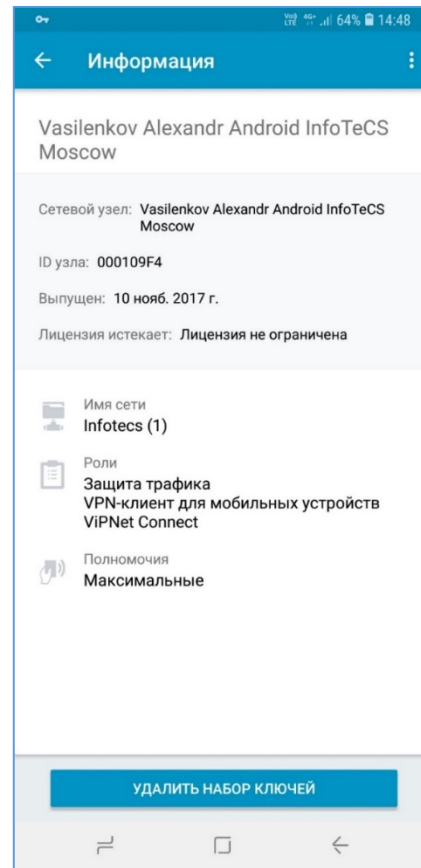 VoLTE 4G+ 64% 14:48
Информация
Vasilenkov Alexandr Android InfoTeCS
Moscow
Сетевой узел: Vasilenkov Alexandr Android InfoTeCS
Moscow
ID узла: 000109F4
Выпущен: 10 нояб. 2017 г.
Лицензия истекает: Лицензия не ограничена
Имя сети
Infotecs (1)
Роли
Защита трафика
VPN-клиент для мобильных устройств
ViPNet Connect
Полномочия
Максимальные
УДАЛИТЬ НАБОР КЛЮЧЕЙ